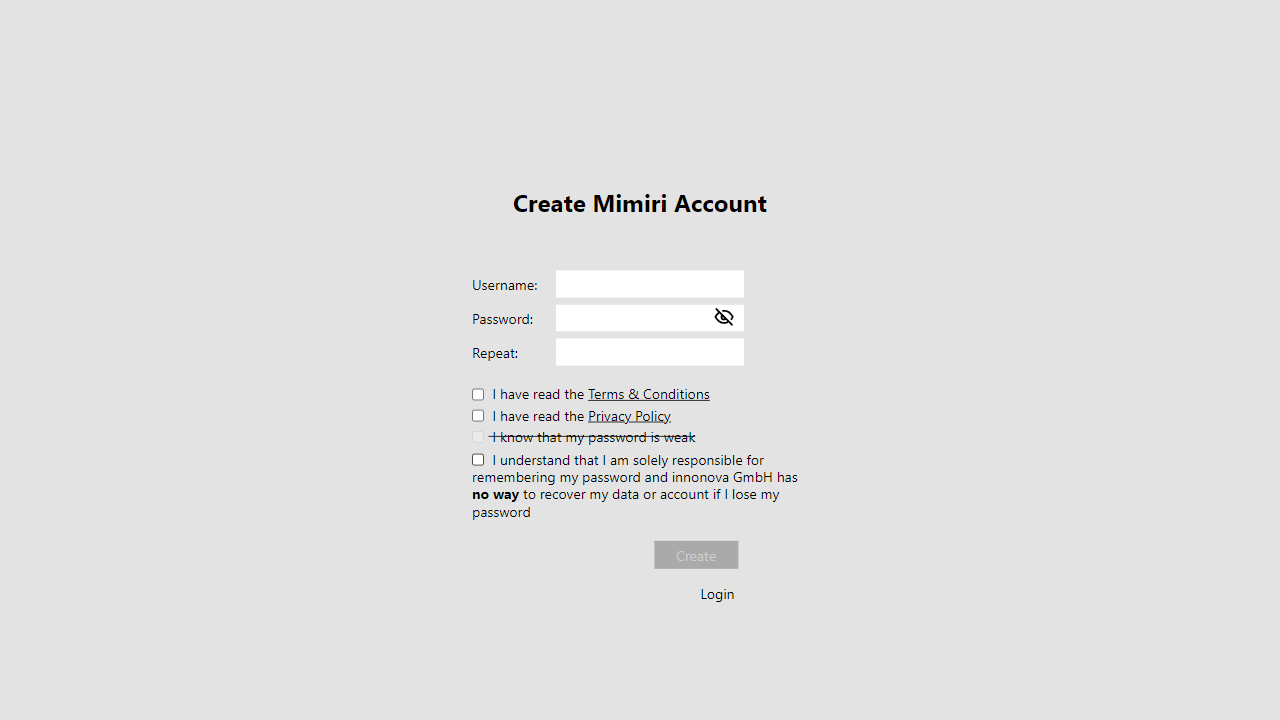 Create Mimiri Account
Username:
Password:
Repeat:
I have read the Terms & Conditions
I have read the Privacy Policy
I know that my password is weak
I understand that I am solely responsible for
remembering my password and innonova GmbH has
no way to recover my data or account if I lose my
password
Create
Login